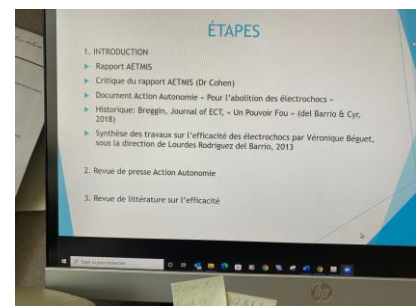 ÉTAPES
1. INTRODUCTION
Rapport AETMIS
Critique du rapport AETMIS (Dr Cohen)
Document Action Autonomie « Pour l'abolition des électrochocs »
Historique: Breggin, Journal of ECT, « Un Pouvoir Fou » (del Barrio & Cyr,
2018)
Synthèse des travaux sur l'efficacité des électrochocs par Véronique Béguet,
sous la direction de Lourdes Rodriguez del Barrio, 2013
2. Revue de presse Action Autonomie
3. Revue de littérature sur l'efficacité
hp